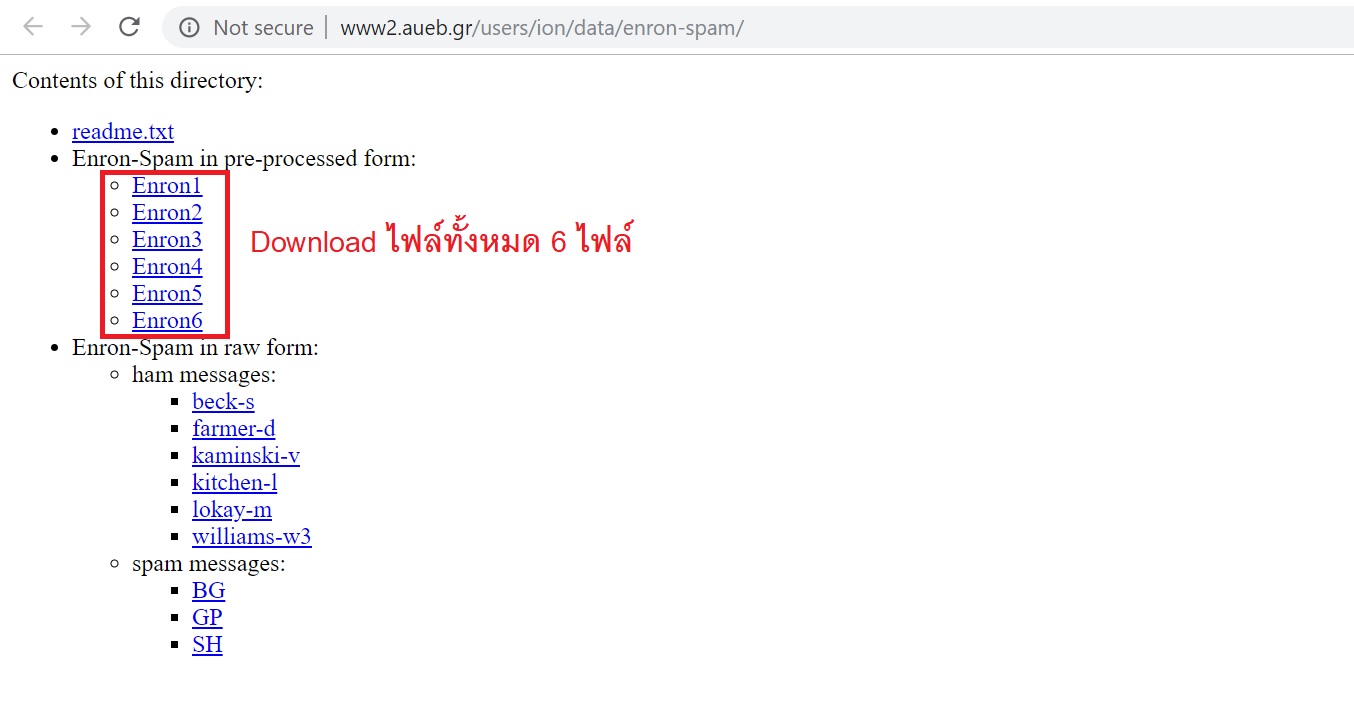 Not secure | www2.aueb.gr/users/ion/data/enron-spam/
Contents of this directory:
readme.txt
Enron-Spam in pre-processed form:
Enron1
Enron2
Enron3
Download ไฟล์ทั้งหมด 6 ไฟล์
Enron4
Enron5
Enron6
Enron-Spam in raw form:
ham messages:
beck-s
farmer-d
kaminski-v
kitchen-l
lokay-m
williams-w3
spam messages:
BG
GP
SH